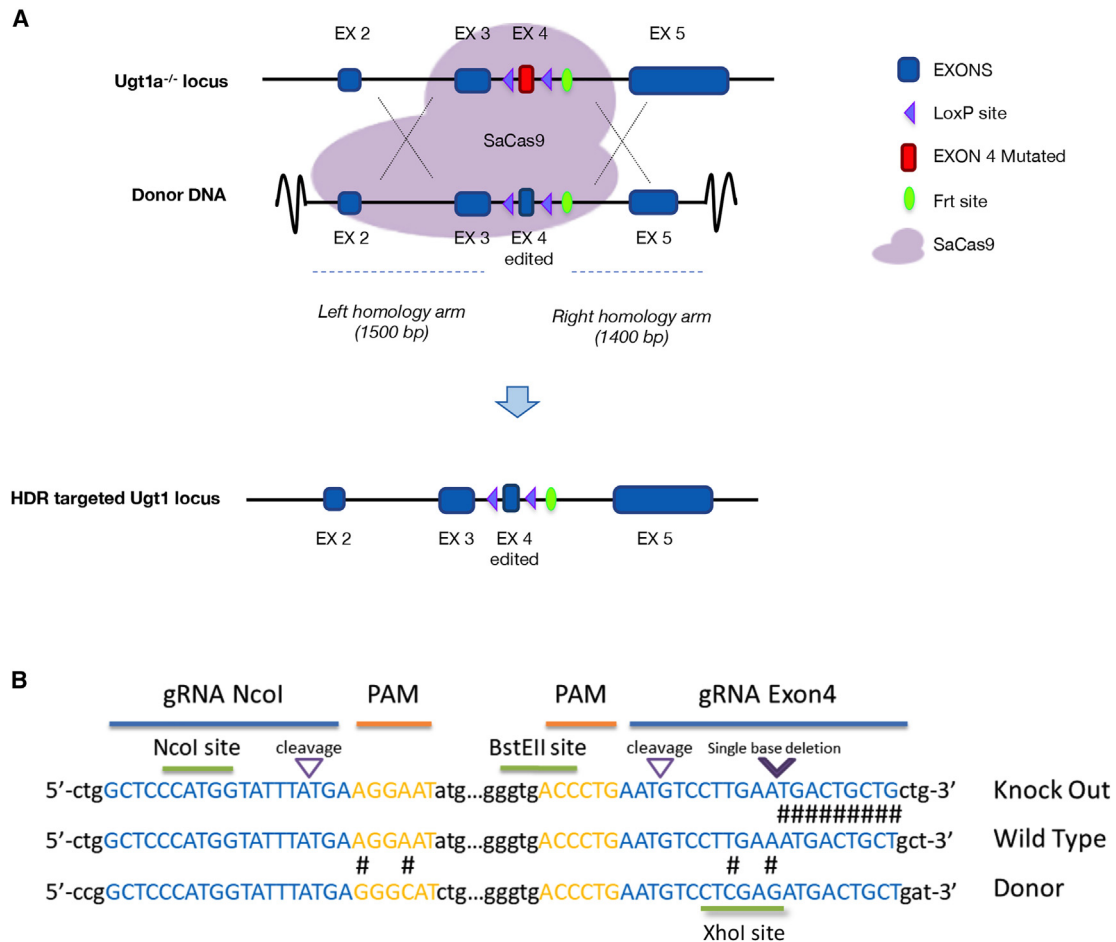 A
EX 2 EX 3 EX 4 EX 5
Ugt1a-/- locus
SaCas9
Donor DNA
EX 2 EX 3 EX 4 EX 5
edited
Left homology arm
(1500 bp)
Right homology arm
(1400 bp)
EXONS
LoxP site
EXON 4 Mutated
Frt site
SaCas9
HDR targeted Ugt1 locus
EX 2 EX 3 EX 4 EX 5
edited
B
gRNA NcoI PAM PAM gRNA Exon4
NcoI site cleavage BstEII site cleavage Single base deletion
5’-ctgGCTCCCATGGTATTTATGAAGGAATatg...gggtgACCCTGAATGTCCTTGAATGACTGCTGctg-3’ Knock Out
#########
5’-ctgGCTCCCATGGTATTTATGAAGGAATatg...gggtgACCCTGAATGTCCTTGAAATGACTGCTgct-3’ Wild Type
# # # #
5’-ccgGCTCCCATGGTATTTATGAGGGCATctg...gggtgACCCTGAATGTCCTCGAGATGACTGCTgat-3’ Donor
XhoI site